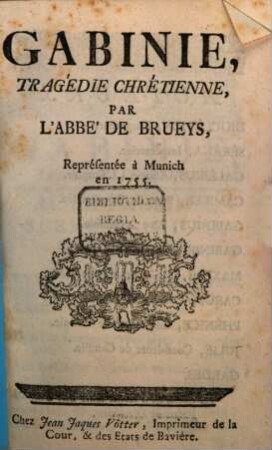 GABINIE,
TRAGÉDIE CHRÉTIENNE,
PAR
L'ABBE' DE BRUEYS,
Représentée à Munich
en 1755.
BIBLIOTHECA
REGIA
Chez Jean Jaques Vötter, Imprimeur de la
Cour, & des Etats de Baviére.